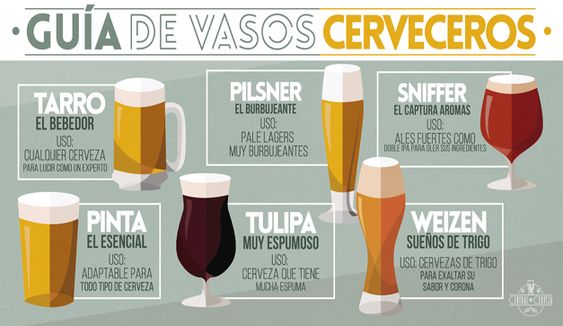 GUÍA DE VASOS CERVECEROS
TARRO
EL BEBEDOR
USO:
CUALQUIER CERVEZA
PARA LUCIR COMO UN EXPERTO
PILSNER
EL BURBUJEANTE
USO:
PALE LAGERS
MUY BURBUJEANTES
SNIFFER
EL CAPTURA AROMAS
USO:
ALES FUERTES COMO
DOBLE IPA PARA OLER SUS INGREDIENTES
PINTA
EL ESENCIAL
USO:
ADAPTABLE PARA
TODO TIPO DE CERVEZA
TULIPA
MUY ESPUMOSO
USO:
CERVEZA QUE TIENE
MUCHA ESPUMA
WEIZEN
SUEÑOS DE TRIGO
USO: CERVEZAS DE TRIGO
PARA EXALTAR SU
SABOR Y CORONA